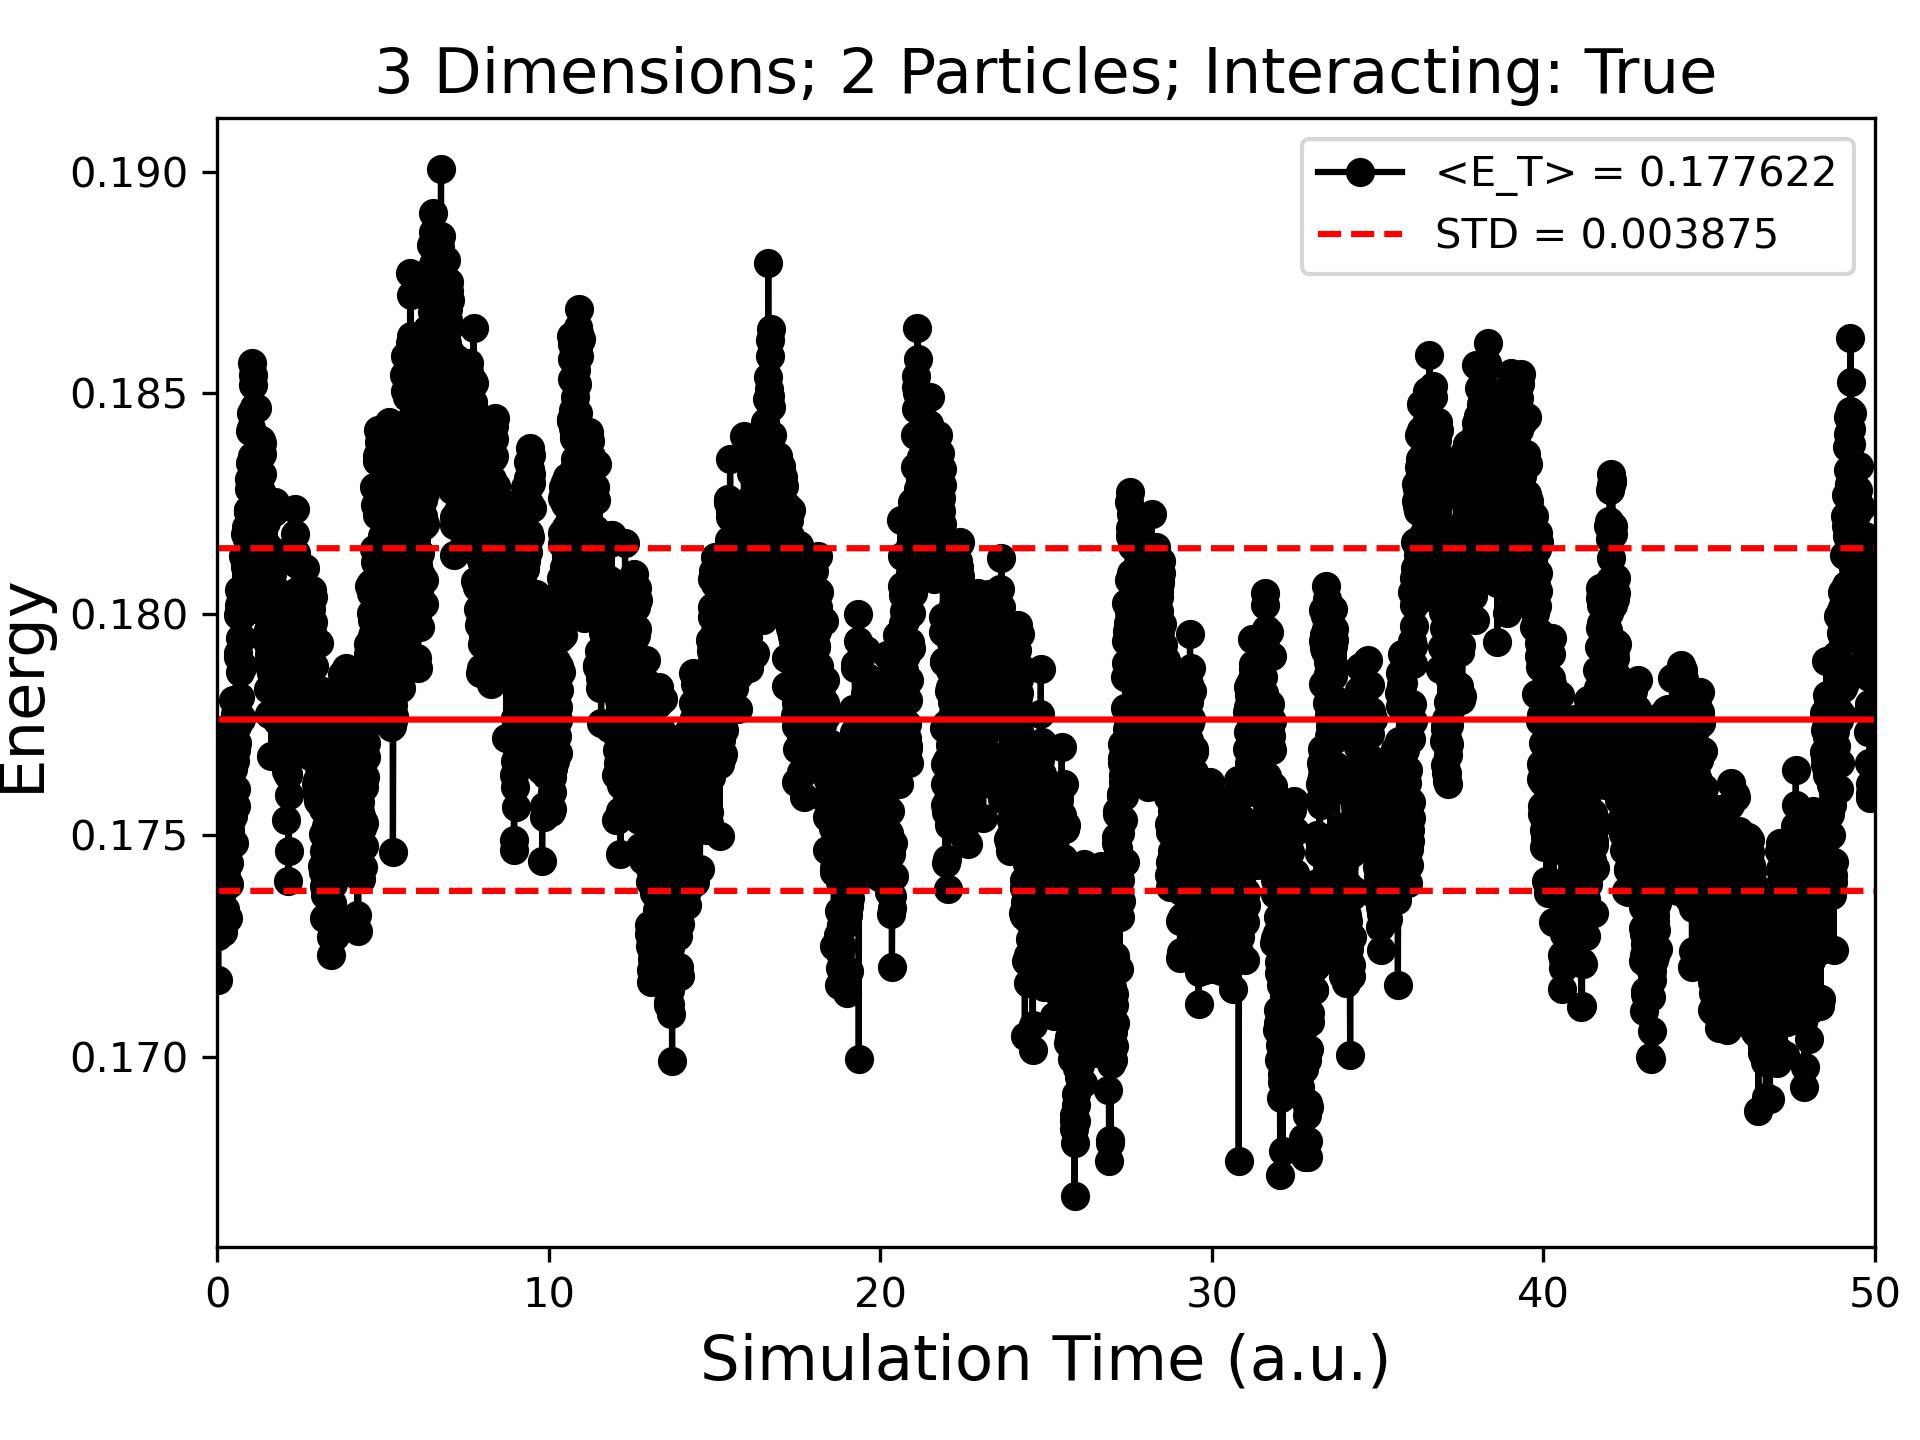 3 Dimensions; 2 Particles; Interacting: True
<E_T> = 0.177622
STD = 0.003875
Energy
0.190
0.185
0.180
0.175
0.170
0 10 20 30 40 50
Simulation Time (a.u.)